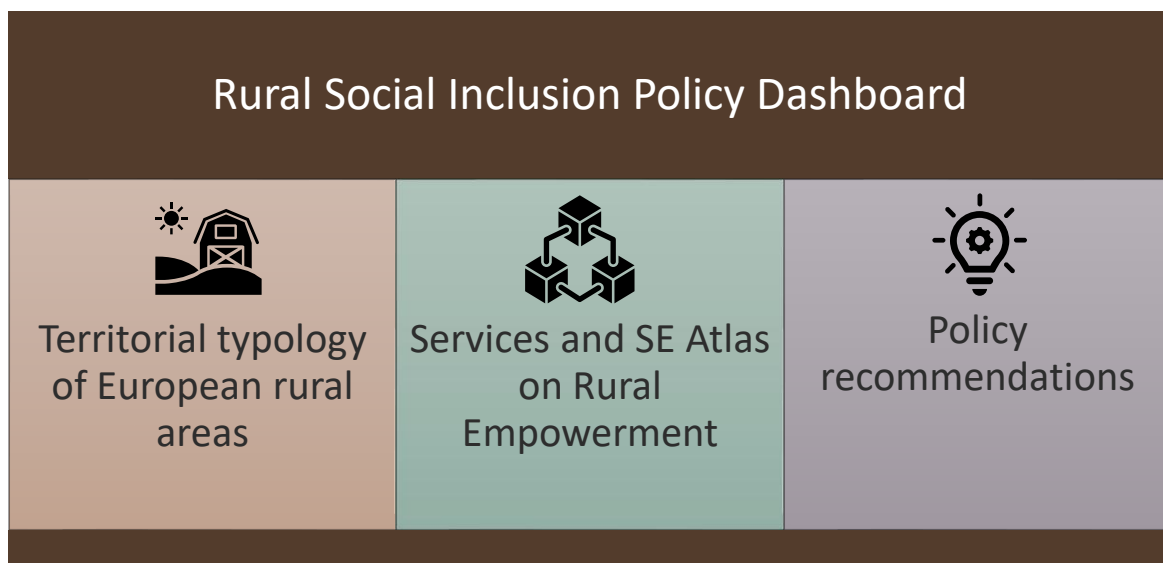 Rural Social Inclusion Policy Dashboard
Territorial typology
of European rural
areas
Services and SE Atlas
on Rural
Empowerment
Policy
recommendations